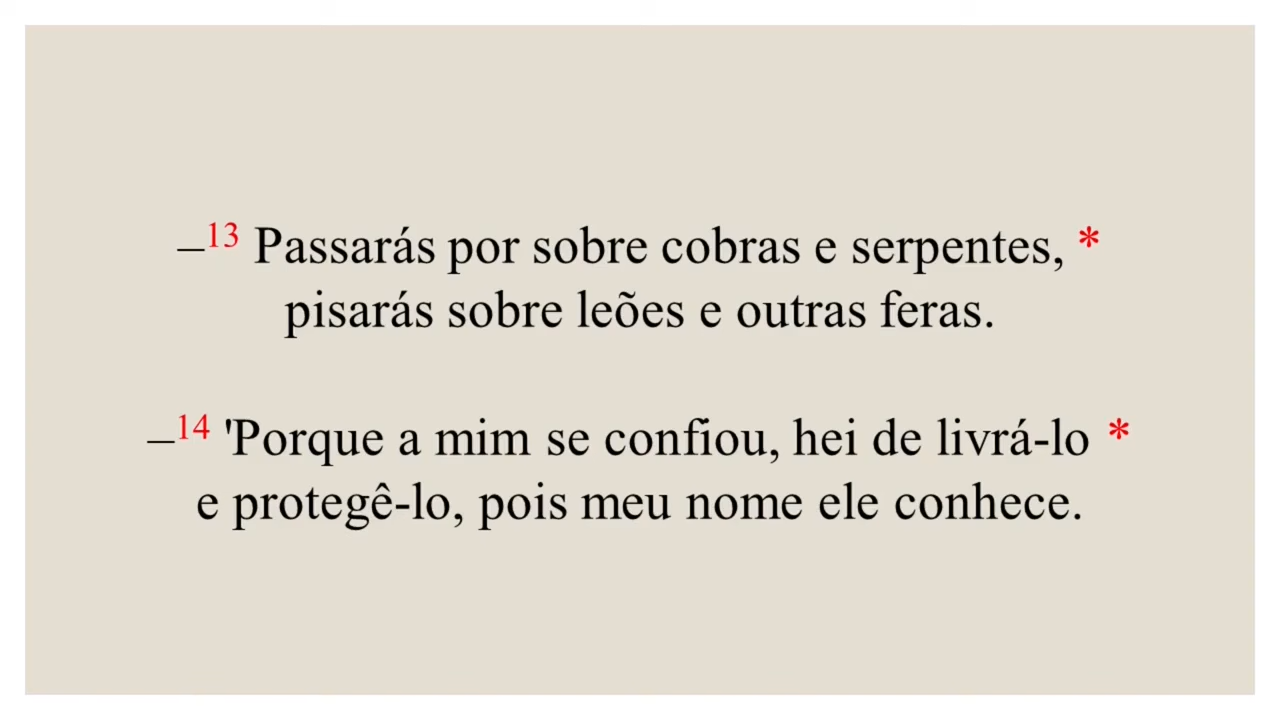 –13 Passarás por sobre cobras e serpentes, *
pisarás sobre leões e outras feras.
–14 'Porque a mim se confiou, hei de livrá-lo *
e protegê-lo, pois meu nome ele conhece.